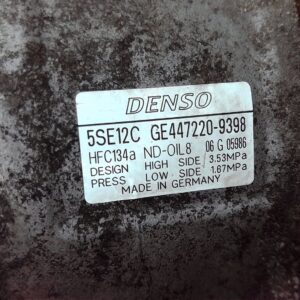 DENSO
5SE12C GE447220-9398
HFC134a ND-OIL8 06 G 05986
DESIGN HIGH SIDE / 3.53MPa
PRESS LOW SIDE / 1.67MPa
MADE IN GERMANY